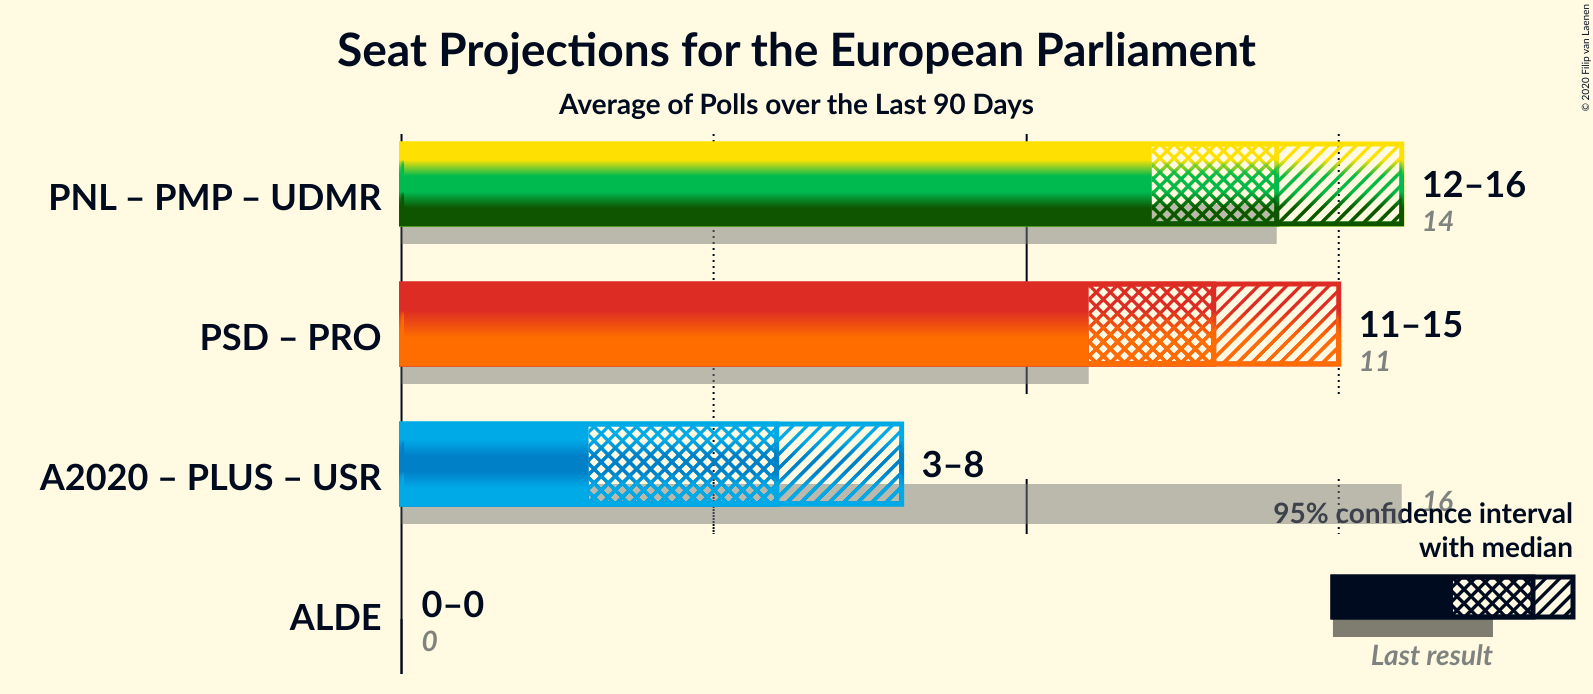 Seat Projections for the European Parliament
Average of Polls over the Last 90 Days
© 2020 Filip van Laenen
PNL – PMP – UDMR
12–16
14
PSD – PRO
11–15
11
A2020 – PLUS – USR
3–8
16
95% confidence interval
with median
ALDE
0–0
0
Last result